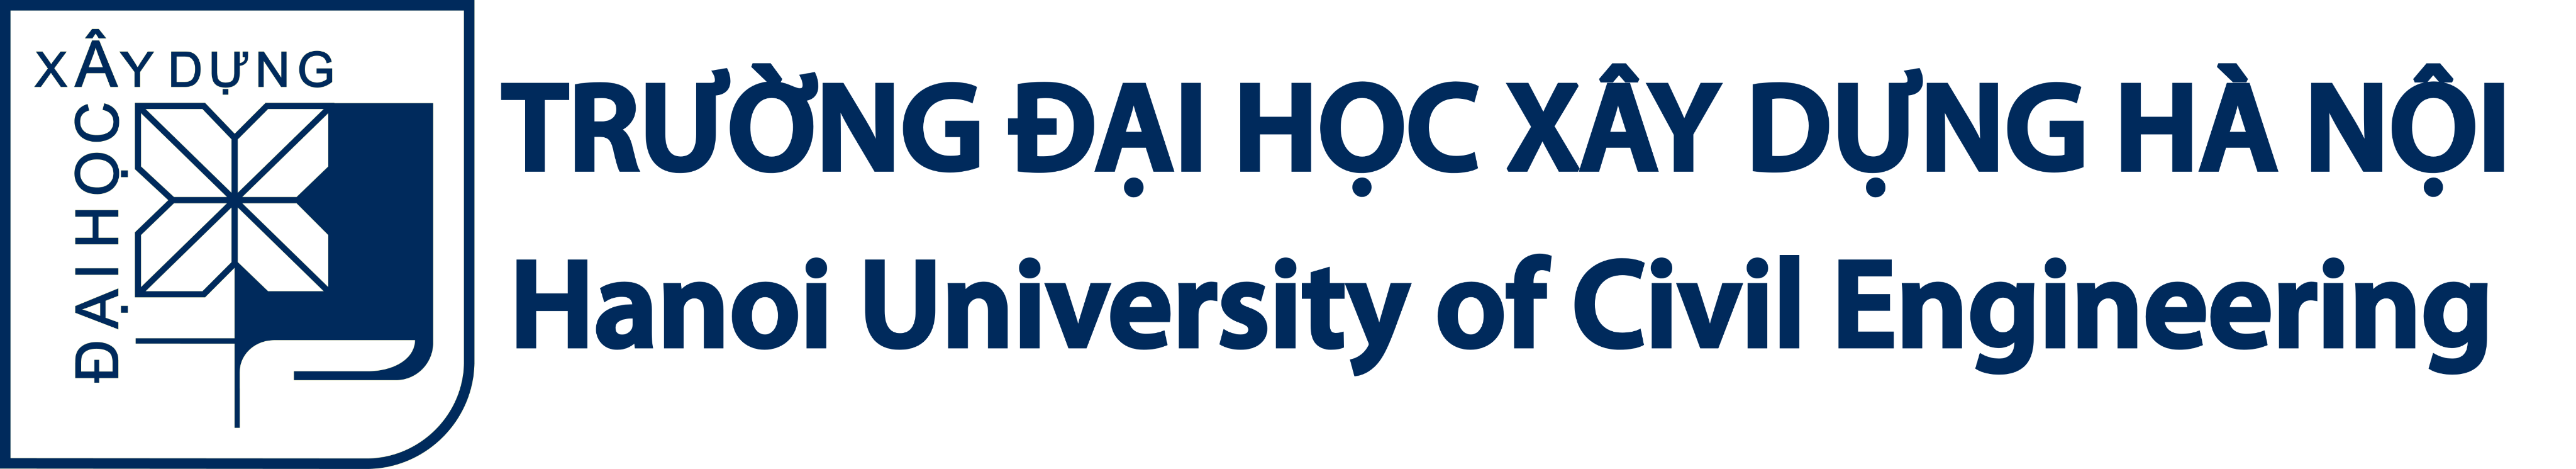 XÂY DỰNG
ĐẠI HỌC
TRƯỜNG ĐẠI HỌC XÂY DỰNG HÀ NỘI
Hanoi University of Civil Engineering